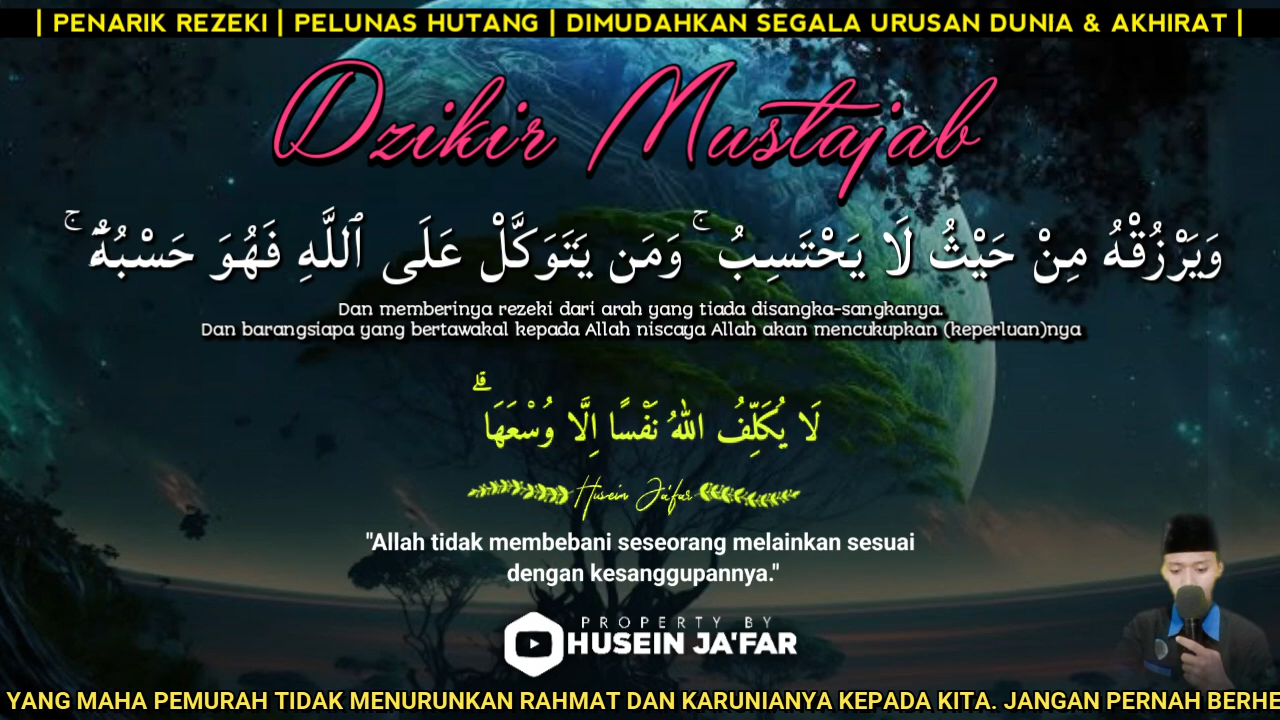 | PENARIK REZEKI | PELUNAS HUTANG | DIMUDAHKAN SEGALA URUSAN DUNIA & AKHIRAT |
Dzikir Mustajab
وَيَرْزُقْهُ مِنْ حَيْثُ لَا يَحْتَسِبُ ۚ وَمَن يَتَوَكَّلْ عَلَى ٱللَّهِ فَهُوَ حَسْبُهُۥٓ ۚ
Dan memberinya rezeki dari arah yang tiada disangka-sangkanya.
Dan barangsiapa yang bertawakal kepada Allah niscaya Allah akan mencukupkan (keperluan)nya
لَا يُكَلِّفُ اللّٰهُ نَفْسًا اِلَّا وُسْعَهَا ۗ
Husein Ja'far
"Allah tidak membebani seseorang melainkan sesuai
dengan kesanggupannya."
PROPERTY BY
HUSEIN JA'FAR
YANG MAHA PEMURAH TIDAK MENURUNKAN RAHMAT DAN KARUNIANYA KEPADA KITA. JANGAN PERNAH BERHE